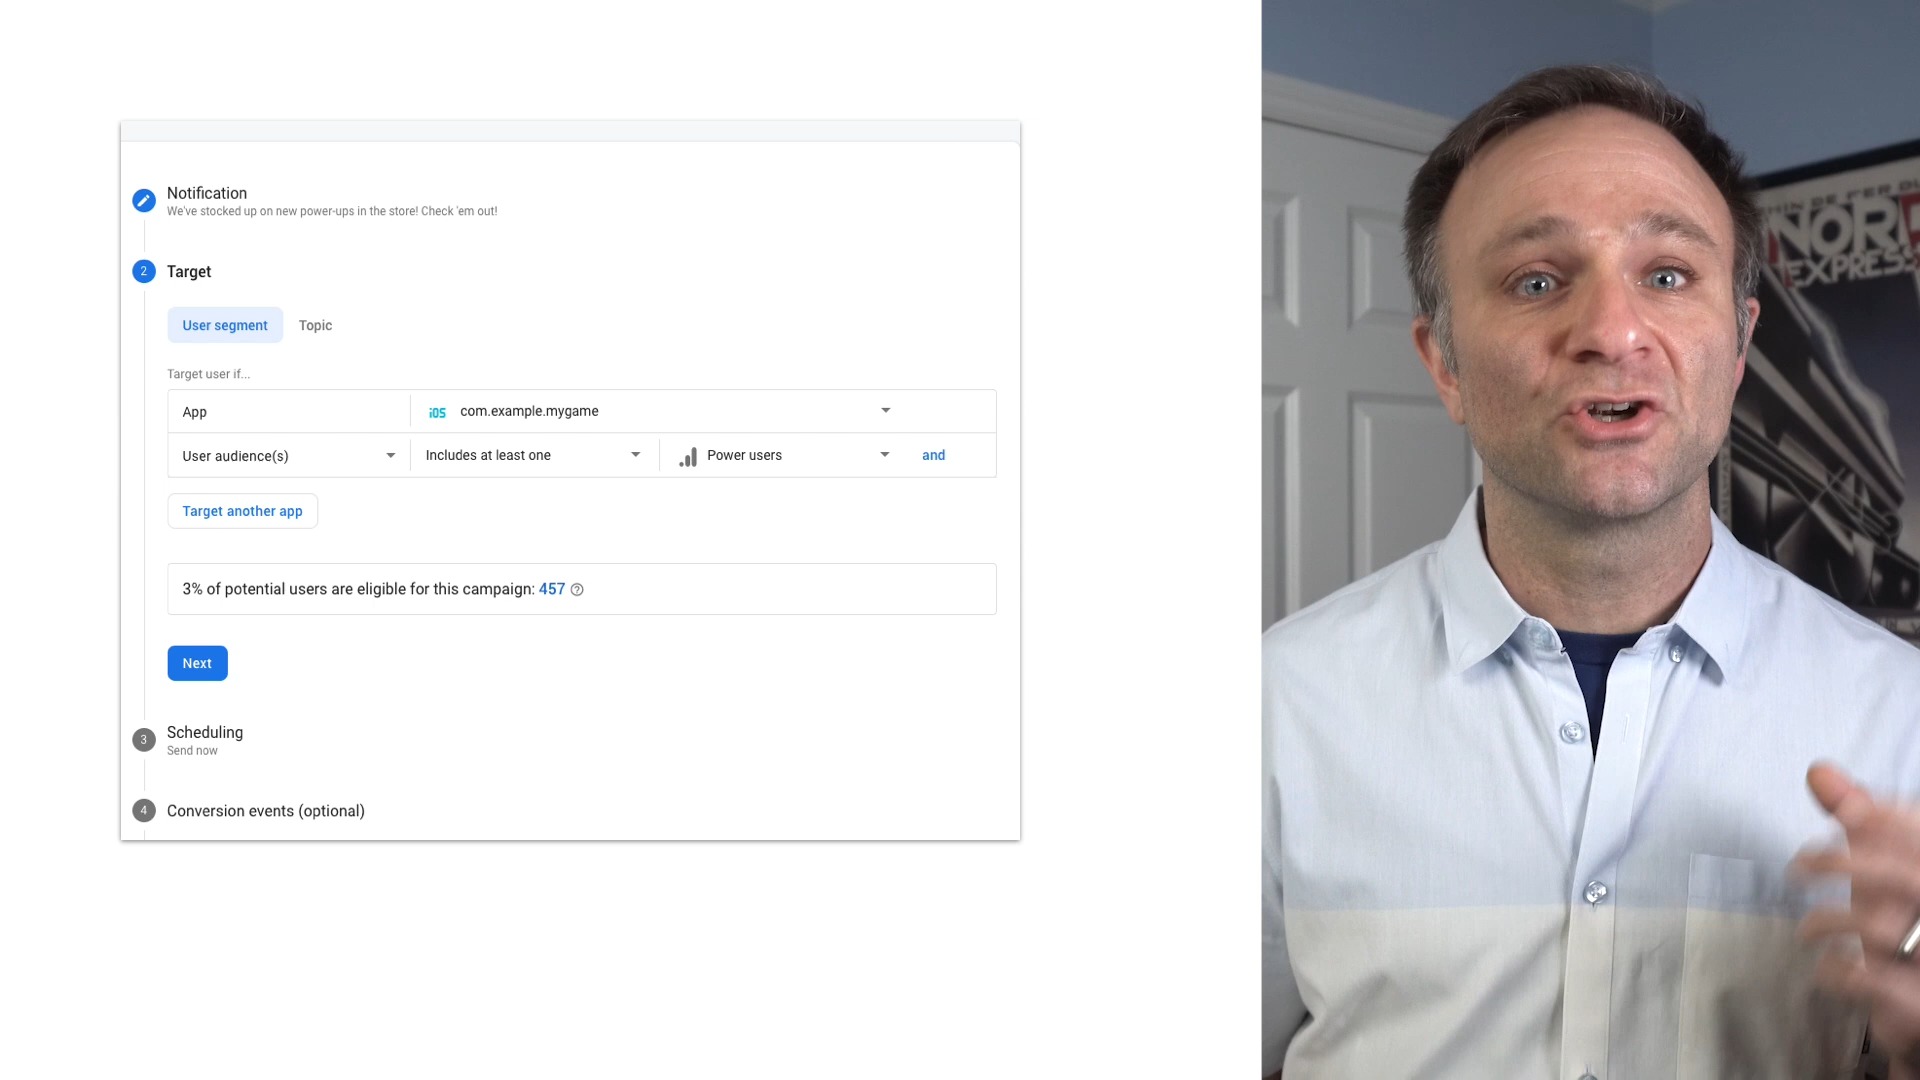 Notification
We've stocked up on new power-ups in the store! Check 'em out!
2 Target
User segment Topic
Target user if...
App iOS com.example.mygame
User audience(s) Includes at least one Power users and
Target another app
3% of potential users are eligible for this campaign: 457 ?
Next
3 Scheduling
Send now
4 Conversion events (optional)
NOR
EXPRESS